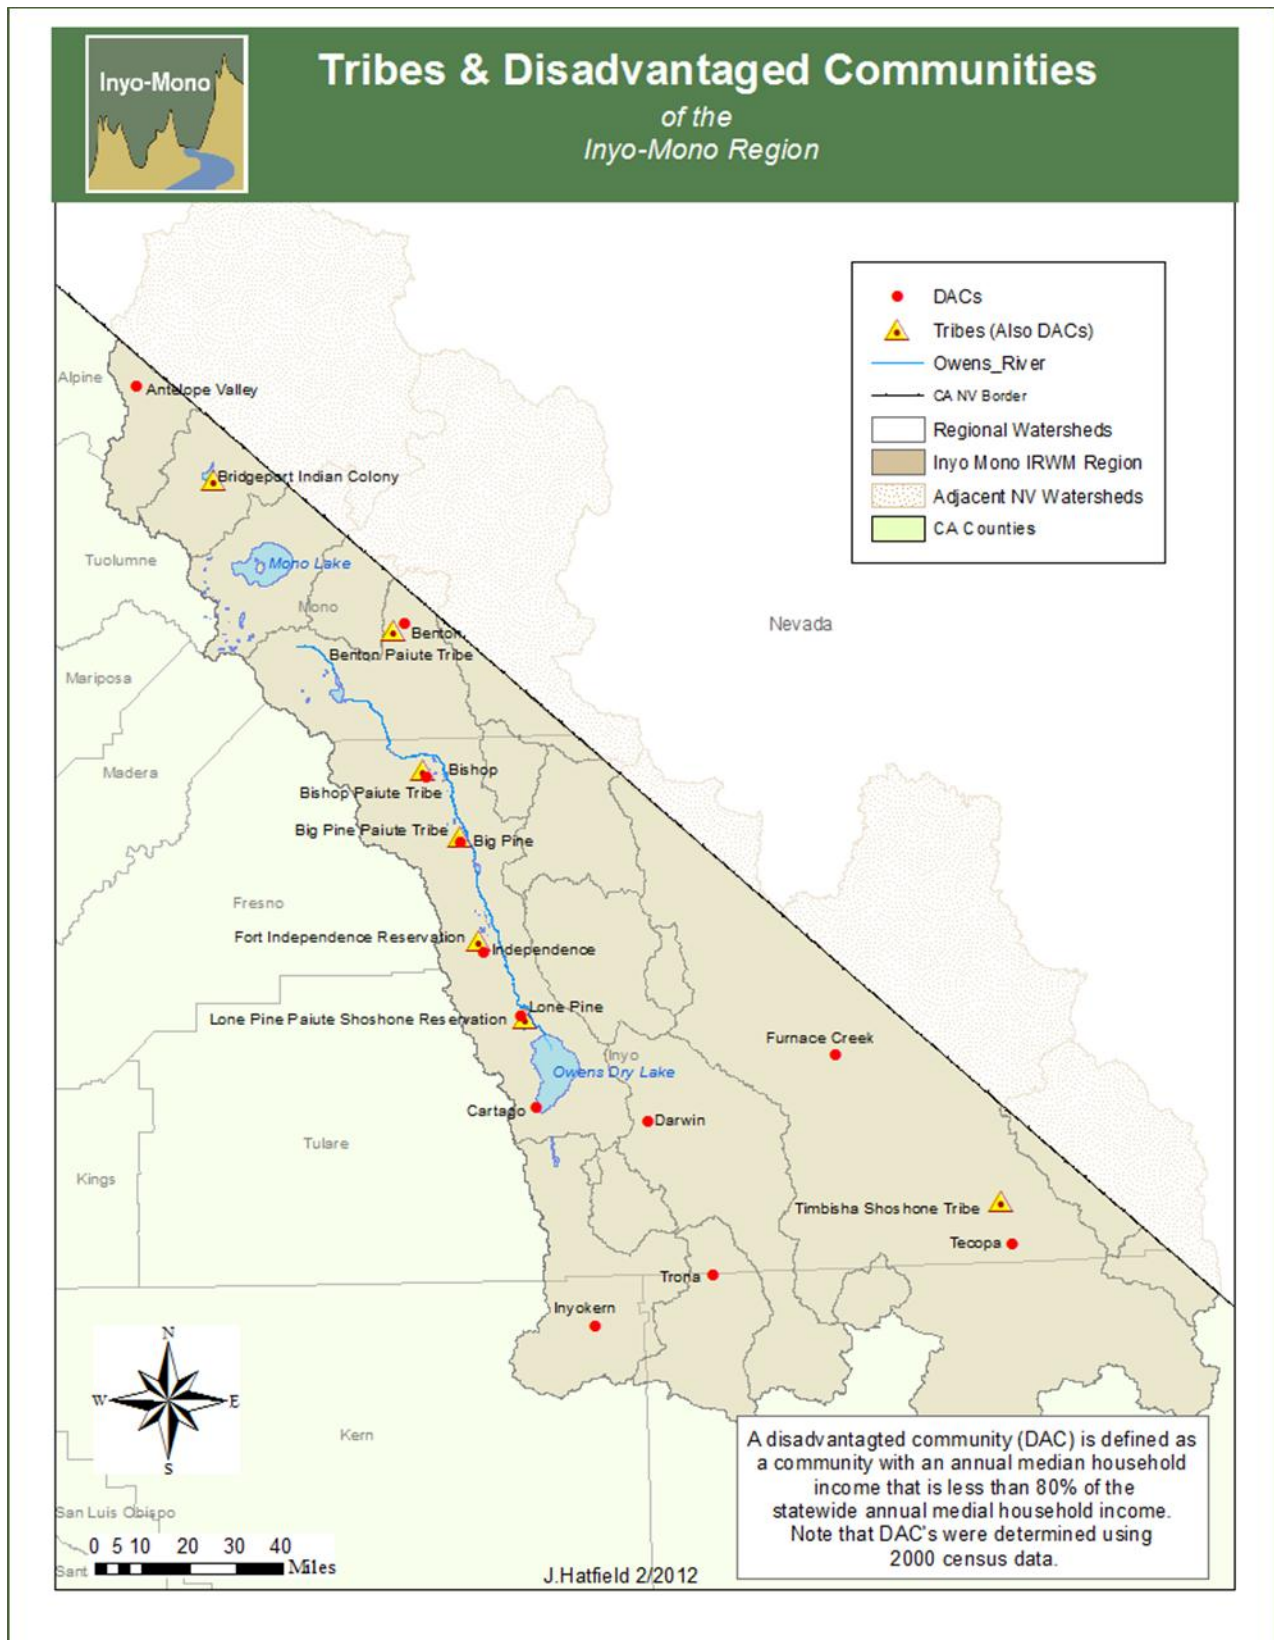 Inyo-Mono
Tribes & Disadvantaged Communities
of the
Inyo-Mono Region
DACs
Tribes (Also DACs)
Owens_River
CA NV Border
Regional Watersheds
Inyo Mono IRWM Region
Adjacent NV Watersheds
CA Counties
Alpine
Antelope Valley
Bridgeport Indian Colony
Tuolumne
Mono Lake
Mono
Nevada
Benton
Benton Paiute Tribe
Mariposa
Madera
Bishop
Bishop Paiute Tribe
Big Pine Paiute Tribe
Big Pine
Fresno
Fort Independence Reservation
Independence
Lone Pine
Lone Pine Paiute Shoshone Reservation
Furnace Creek
Inyo
Owens Dry Lake
Cartago
Darwin
Tulare
Kings
Timbisha Shoshone Tribe
Tecopa
Trona
Inyokern
N
W
E
S
Kern
San Luis Obispo
0 5 10 20 30 40
Miles
Sant
J.Hatfield 2/2012
A disadvantagted community (DAC) is defined as
a community with an annual median household
income that is less than 80% of the
statewide annual medial household income.
Note that DAC's were determined using
2000 census data.